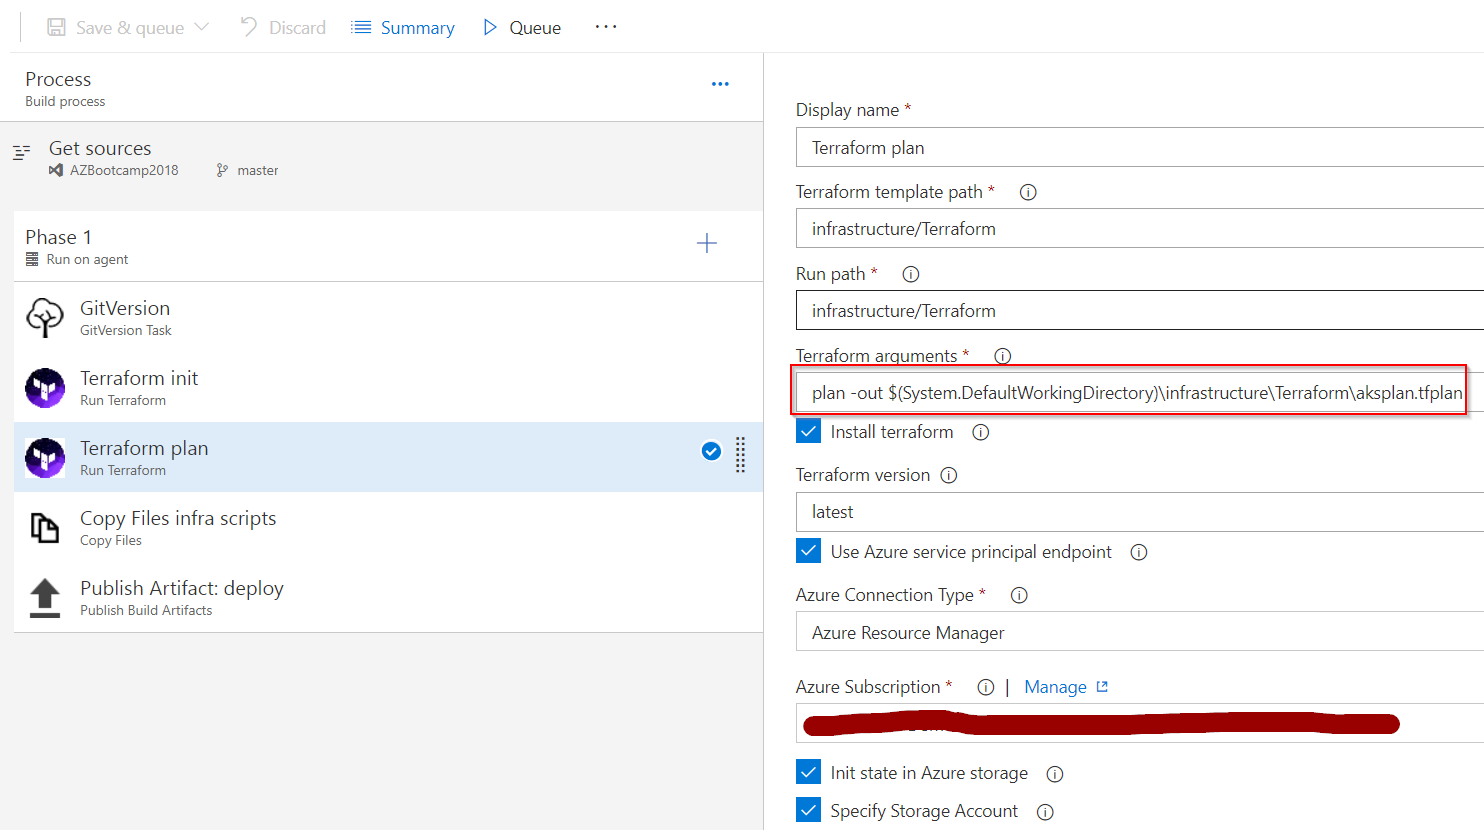 Save & queue
Discard
Summary
Queue
Process
Build process
Get sources
AZBootcamp2018
master
Phase 1
Run on agent
GitVersion
GitVersion Task
Terraform init
Run Terraform
Terraform plan
Run Terraform
Copy Files infra scripts
Copy Files
Publish Artifact: deploy
Publish Build Artifacts
Display name *
Terraform plan
Terraform template path *
infrastructure/Terraform
Run path *
infrastructure/Terraform
Terraform arguments *
plan -out $(System.DefaultWorkingDirectory)\infrastructure\Terraform\aksplan.tfplan
Install terraform
Terraform version
latest
Use Azure service principal endpoint
Azure Connection Type *
Azure Resource Manager
Azure Subscription * | Manage
Init state in Azure storage
Specify Storage Account